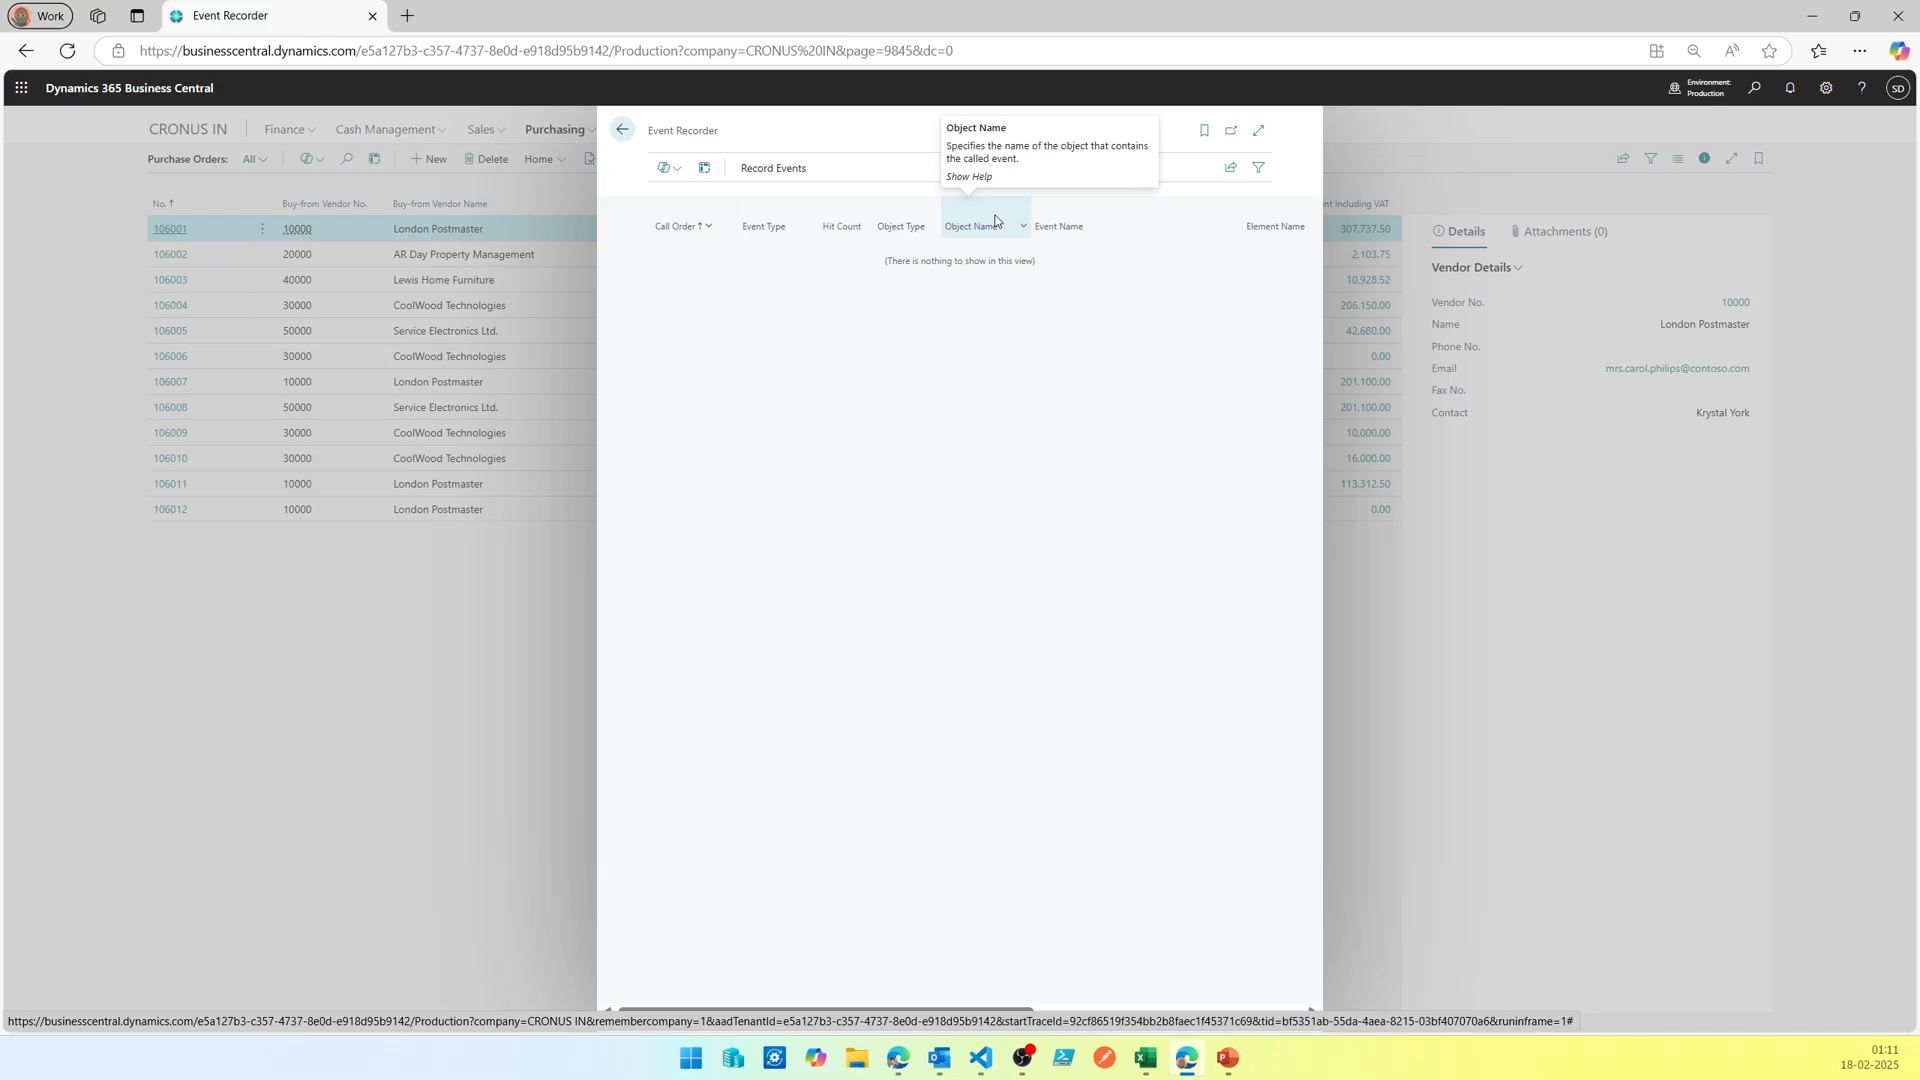 Work
Event Recorder
https://businesscentral.dynamics.com/e5a127b3-c357-4737-8e0d-e918d95b9142/Production?company=CRONUS%20IN&page=9845&dc=0
Dynamics 365 Business Central
Environment:
Production
SD
CRONUS IN
Finance
Cash Management
Sales
Purchasing
Purchase Orders:
All
New
Delete
Home
Event Recorder
Record Events
Object Name
Specifies the name of the object that contains
the called event.
Show Help
Call Order ↑
Event Type
Hit Count
Object Type
Object Name
Event Name
Element Name
(There is nothing to show in this view)
No. ↑
Buy-from Vendor No.
Buy-from Vendor Name
nt Including VAT
106001 10000 London Postmaster 307,737.50
106002 20000 AR Day Property Management 2,103.75
106003 40000 Lewis Home Furniture 10,928.52
106004 30000 CoolWood Technologies 206,150.00
106005 50000 Service Electronics Ltd. 42,680.00
106006 30000 CoolWood Technologies 0.00
106007 10000 London Postmaster 201,100.00
106008 50000 Service Electronics Ltd. 201,100.00
106009 30000 CoolWood Technologies 10,000.00
106010 30000 CoolWood Technologies 16,000.00
106011 10000 London Postmaster 113,312.50
106012 10000 London Postmaster 0.00
Details
Attachments (0)
Vendor Details
Vendor No. 10000
Name London Postmaster
Phone No.
Email mrs.carol.philips@contoso.com
Fax No.
Contact Krystal York
https://businesscentral.dynamics.com/e5a127b3-c357-4737-8e0d-e918d95b9142/Production?company=CRONUS IN&remembercompany=1&aadTenantId=e5a127b3-c357-4737-8e0d-e918d95b9142&startTraceId=92cf86519f354bb2b8faec1f45371c69&tid=bf5351ab-55da-4aea-8215-03bf407070a6&runinframe=1#
01:11
18-02-2025